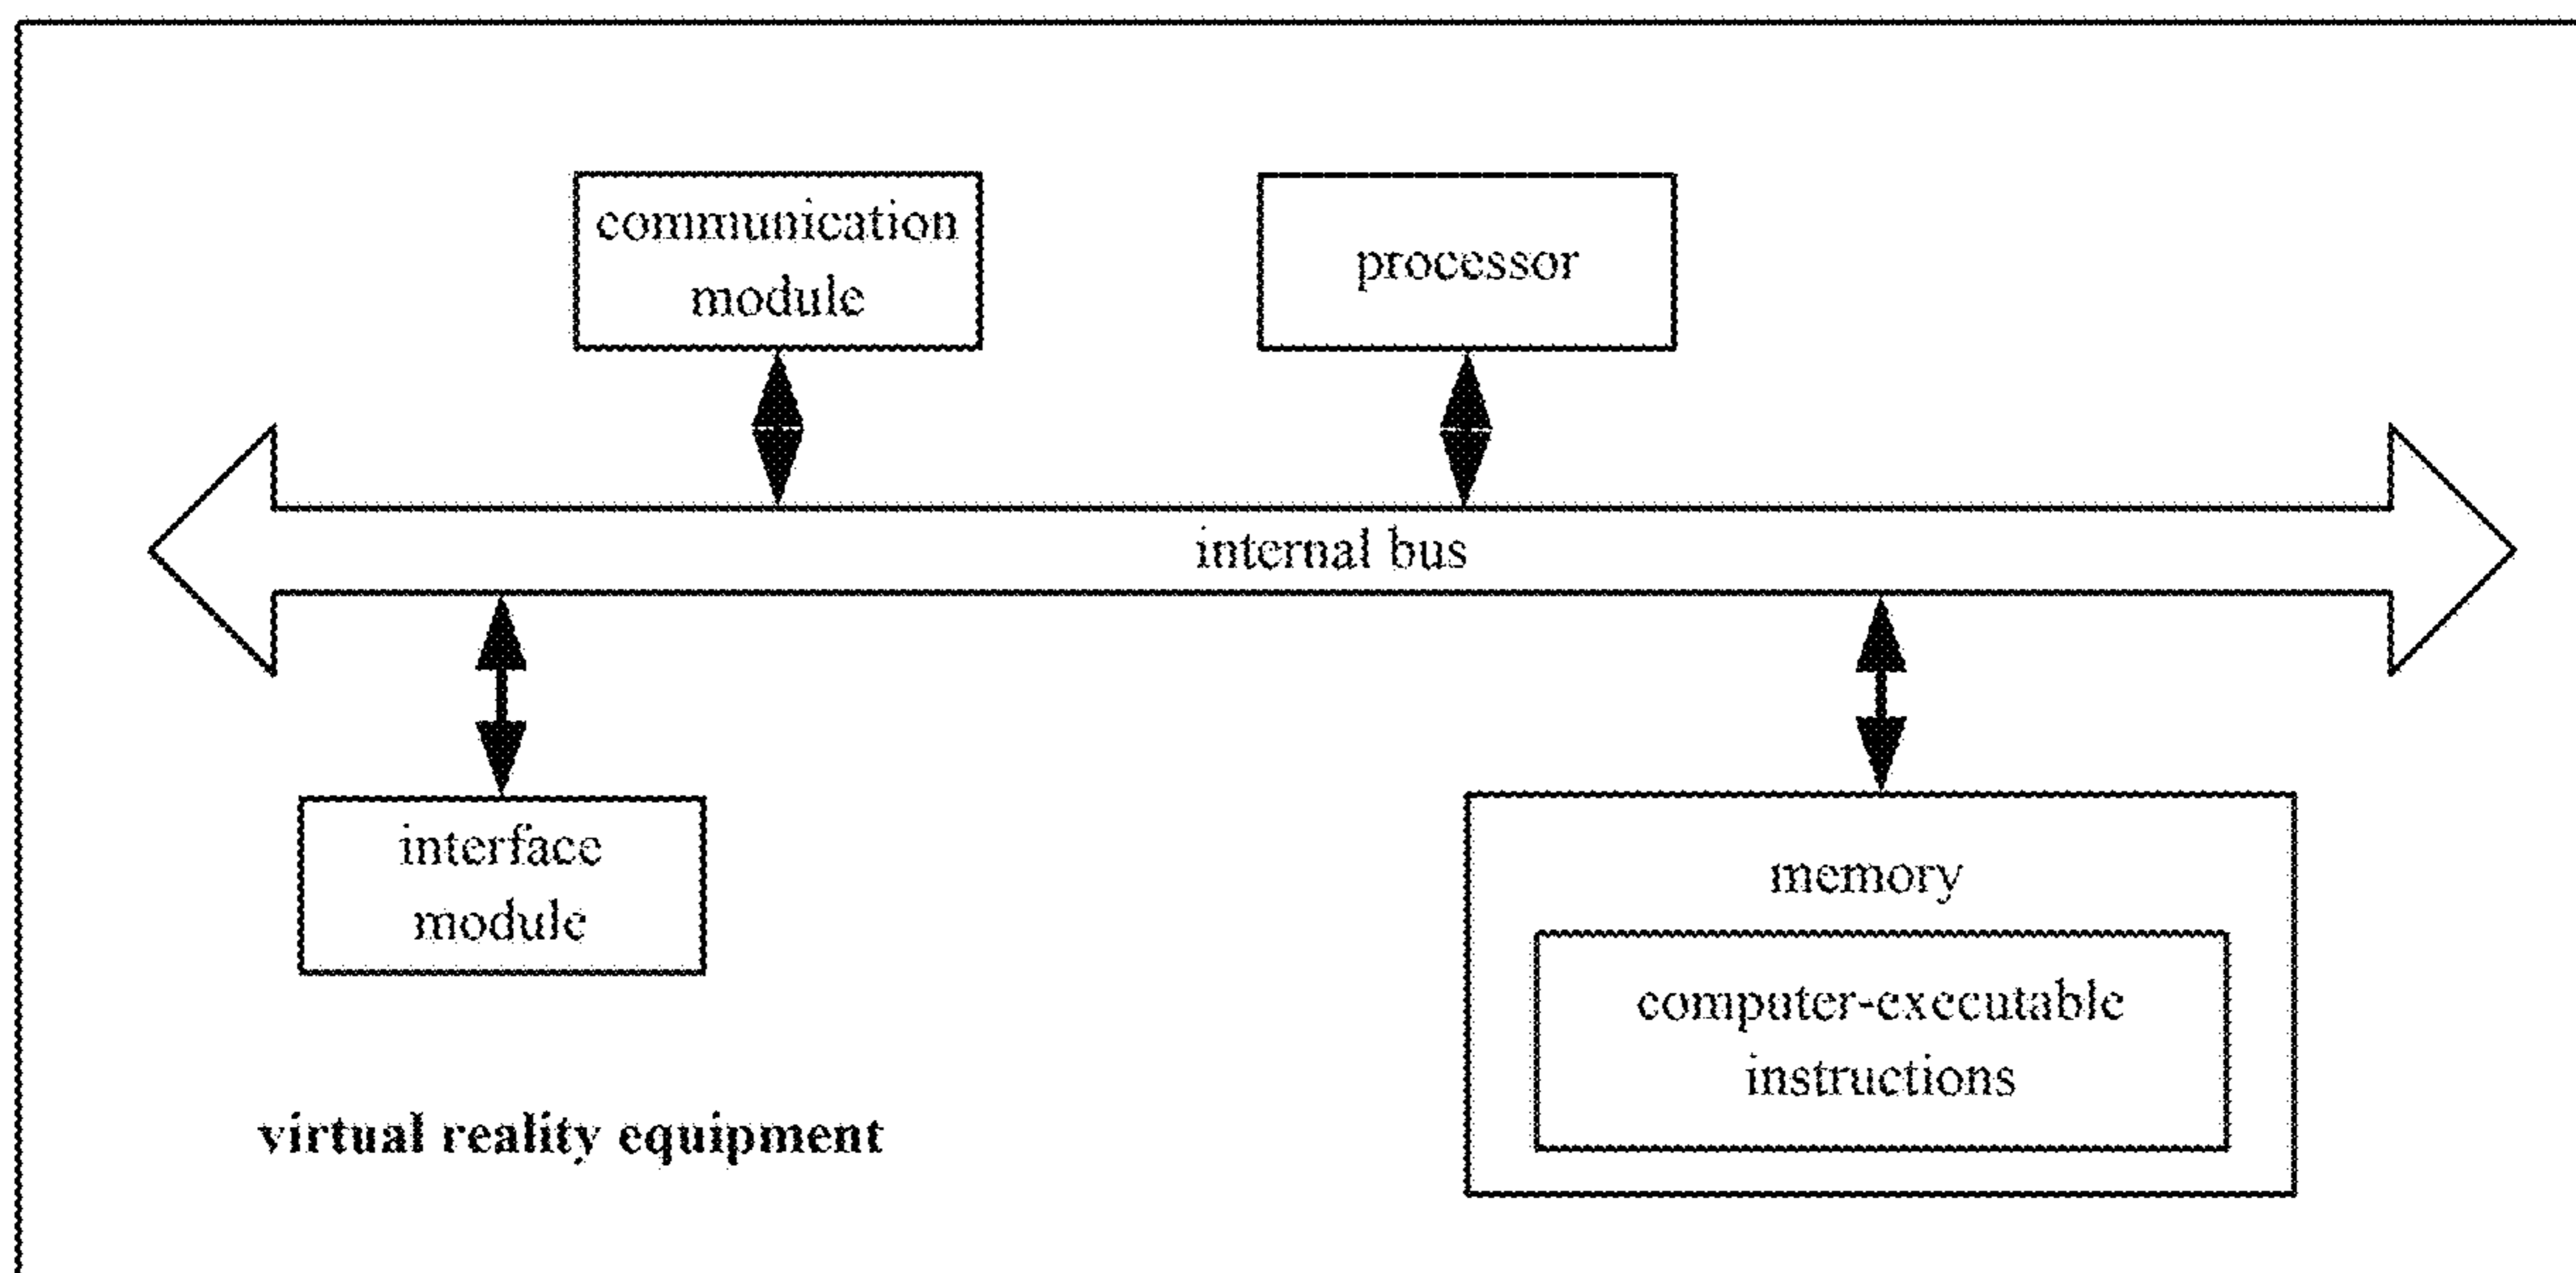 communication
module
processor
internal bus
interface
module
memory
computer-executable
instructions
virtual reality equipment